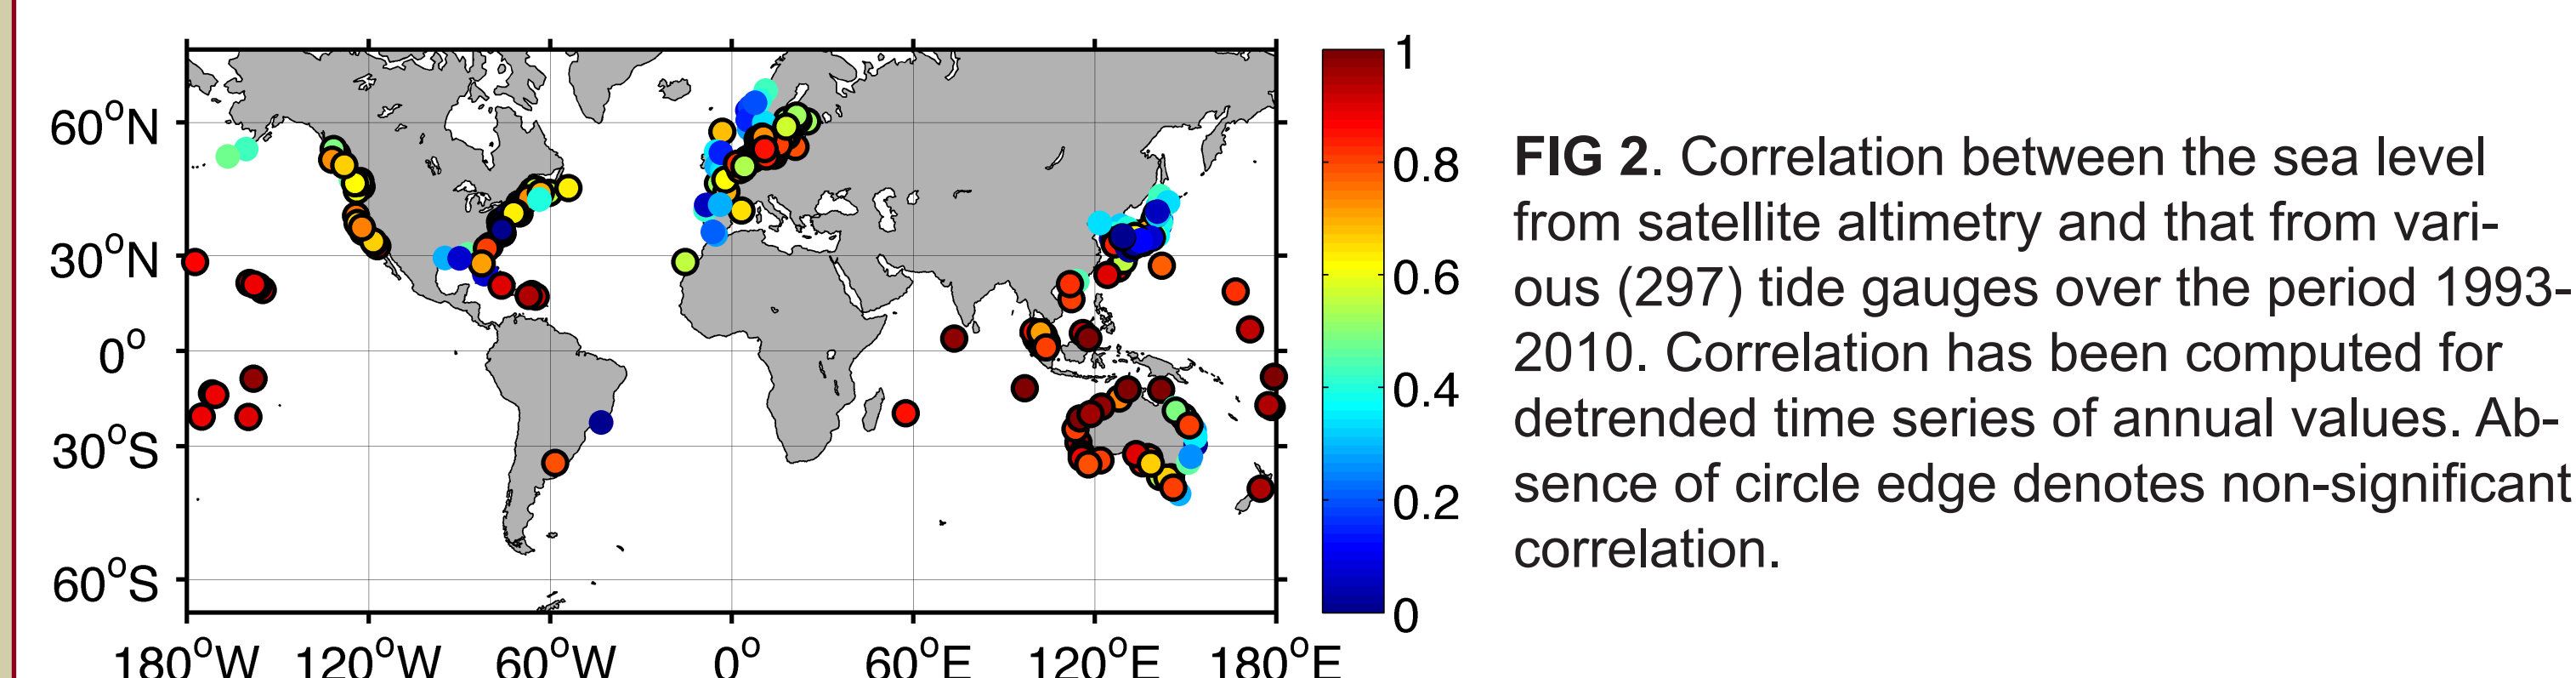 60°N
30°N
0°
30°S
60°S
180°W 120°W 60°W 0° 60°E 120°E 180°E
1
0.8
0.6
0.4
0.2
0
FIG 2. Correlation between the sea level
from satellite altimetry and that from vari-
ous (297) tide gauges over the period 1993-
2010. Correlation has been computed for
detrended time series of annual values. Ab-
sence of circle edge denotes non-significant
correlation.